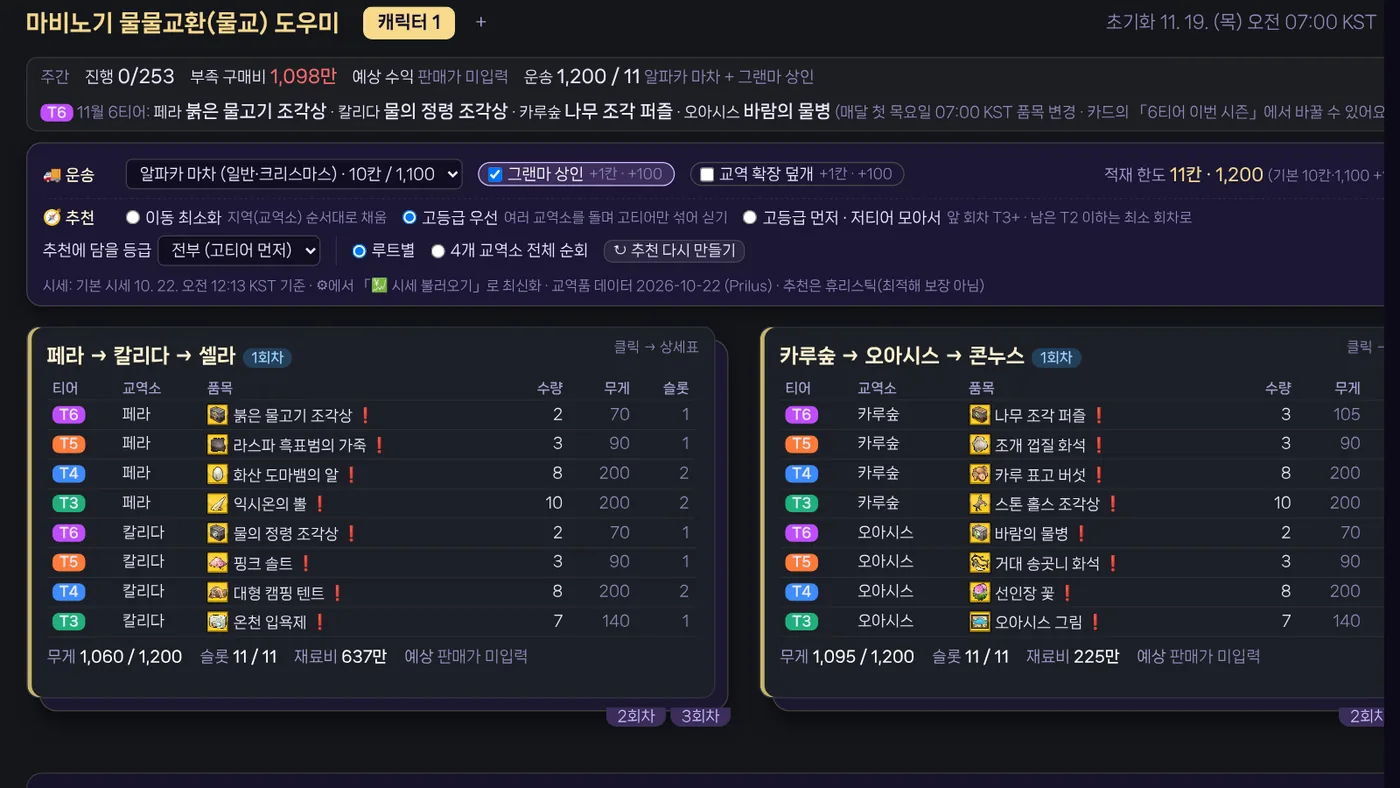 마비노기 물물교환(물교) 도우미 캐릭터 1 + 초기화 11. 19. (목) 오전 07:00 KST
주간 진행 0/253 부족 구매비 1,098만 예상 수익 판매가 미입력 운송 1,200 / 11 알파카 마차 + 그랜마 상인
T6 11월 6티어: 페라 붉은 물고기 조각상 · 칼리다 물의 정령 조각상 · 카루숲 나무 조각 퍼즐 · 오아시스 바람의 물병 (매달 첫 목요일 07:00 KST 품목 변경 · 카드의 「6티어 이번 시즌」에서 바꿀 수 있어요
🚚 운송 알파카 마차 (일반·크리스마스) · 10칸 / 1,100 그랜마 상인 +1칸 · +100 교역 확장 덮개 +1칸 · +100 적재 한도 11칸 · 1,200 (기본 10칸·1,100 +
🧭 추천 이동 최소화 지역(교역소) 순서대로 채움 고등급 우선 여러 교역소를 돌며 고티어만 섞어 싣기 고등급 먼저 · 저티어 모아서 앞 회차 T3+ · 남은 T2 이하는 최소 회차로
추천에 담을 등급 전부 (고티어 먼저) 루트별 4개 교역소 전체 순회 ↻ 추천 다시 만들기
시세: 기본 시세 10. 22. 오전 12:13 KST 기준 · ⚙에서 「💹 시세 불러오기」로 최신화 · 교역품 데이터 2026-10-22 (Prilus) · 추천은 휴리스틱(최적해 보장 아님)
페라 → 칼리다 → 셀라 1회차 클릭 → 상세표
티어 교역소 품목 수량 무게 슬롯
T6 페라 붉은 물고기 조각상 ❗ 2 70 1
T5 페라 라스파 흑표범의 가죽 ❗ 3 90 1
T4 페라 화산 도마뱀의 알 ❗ 8 200 2
T3 페라 익시온의 뿔 ❗ 10 200 2
T6 칼리다 물의 정령 조각상 ❗ 2 70 1
T5 칼리다 핑크 솔트 ❗ 3 90 1
T4 칼리다 대형 캠핑 텐트 ❗ 8 200 2
T3 칼리다 온천 입욕제 ❗ 7 140 1
무게 1,060 / 1,200 슬롯 11 / 11 재료비 637만 예상 판매가 미입력
2회차 3회차
카루숲 → 오아시스 → 콘누스 1회차 클릭 →
티어 교역소 품목 수량 무게
T6 카루숲 나무 조각 퍼즐 ❗ 3 105
T5 카루숲 조개 껍질 화석 ❗ 3 90
T4 카루숲 카루 표고 버섯 ❗ 8 200
T3 카루숲 스톤 홀스 조각상 ❗ 10 200
T6 오아시스 바람의 물병 ❗ 2 70
T5 오아시스 거대 송곳니 화석 ❗ 3 90
T4 오아시스 선인장 꽃 ❗ 8 200
T3 오아시스 오아시스 그림 ❗ 7 140
무게 1,095 / 1,200 슬롯 11 / 11 재료비 225만 예상 판매가 미입력